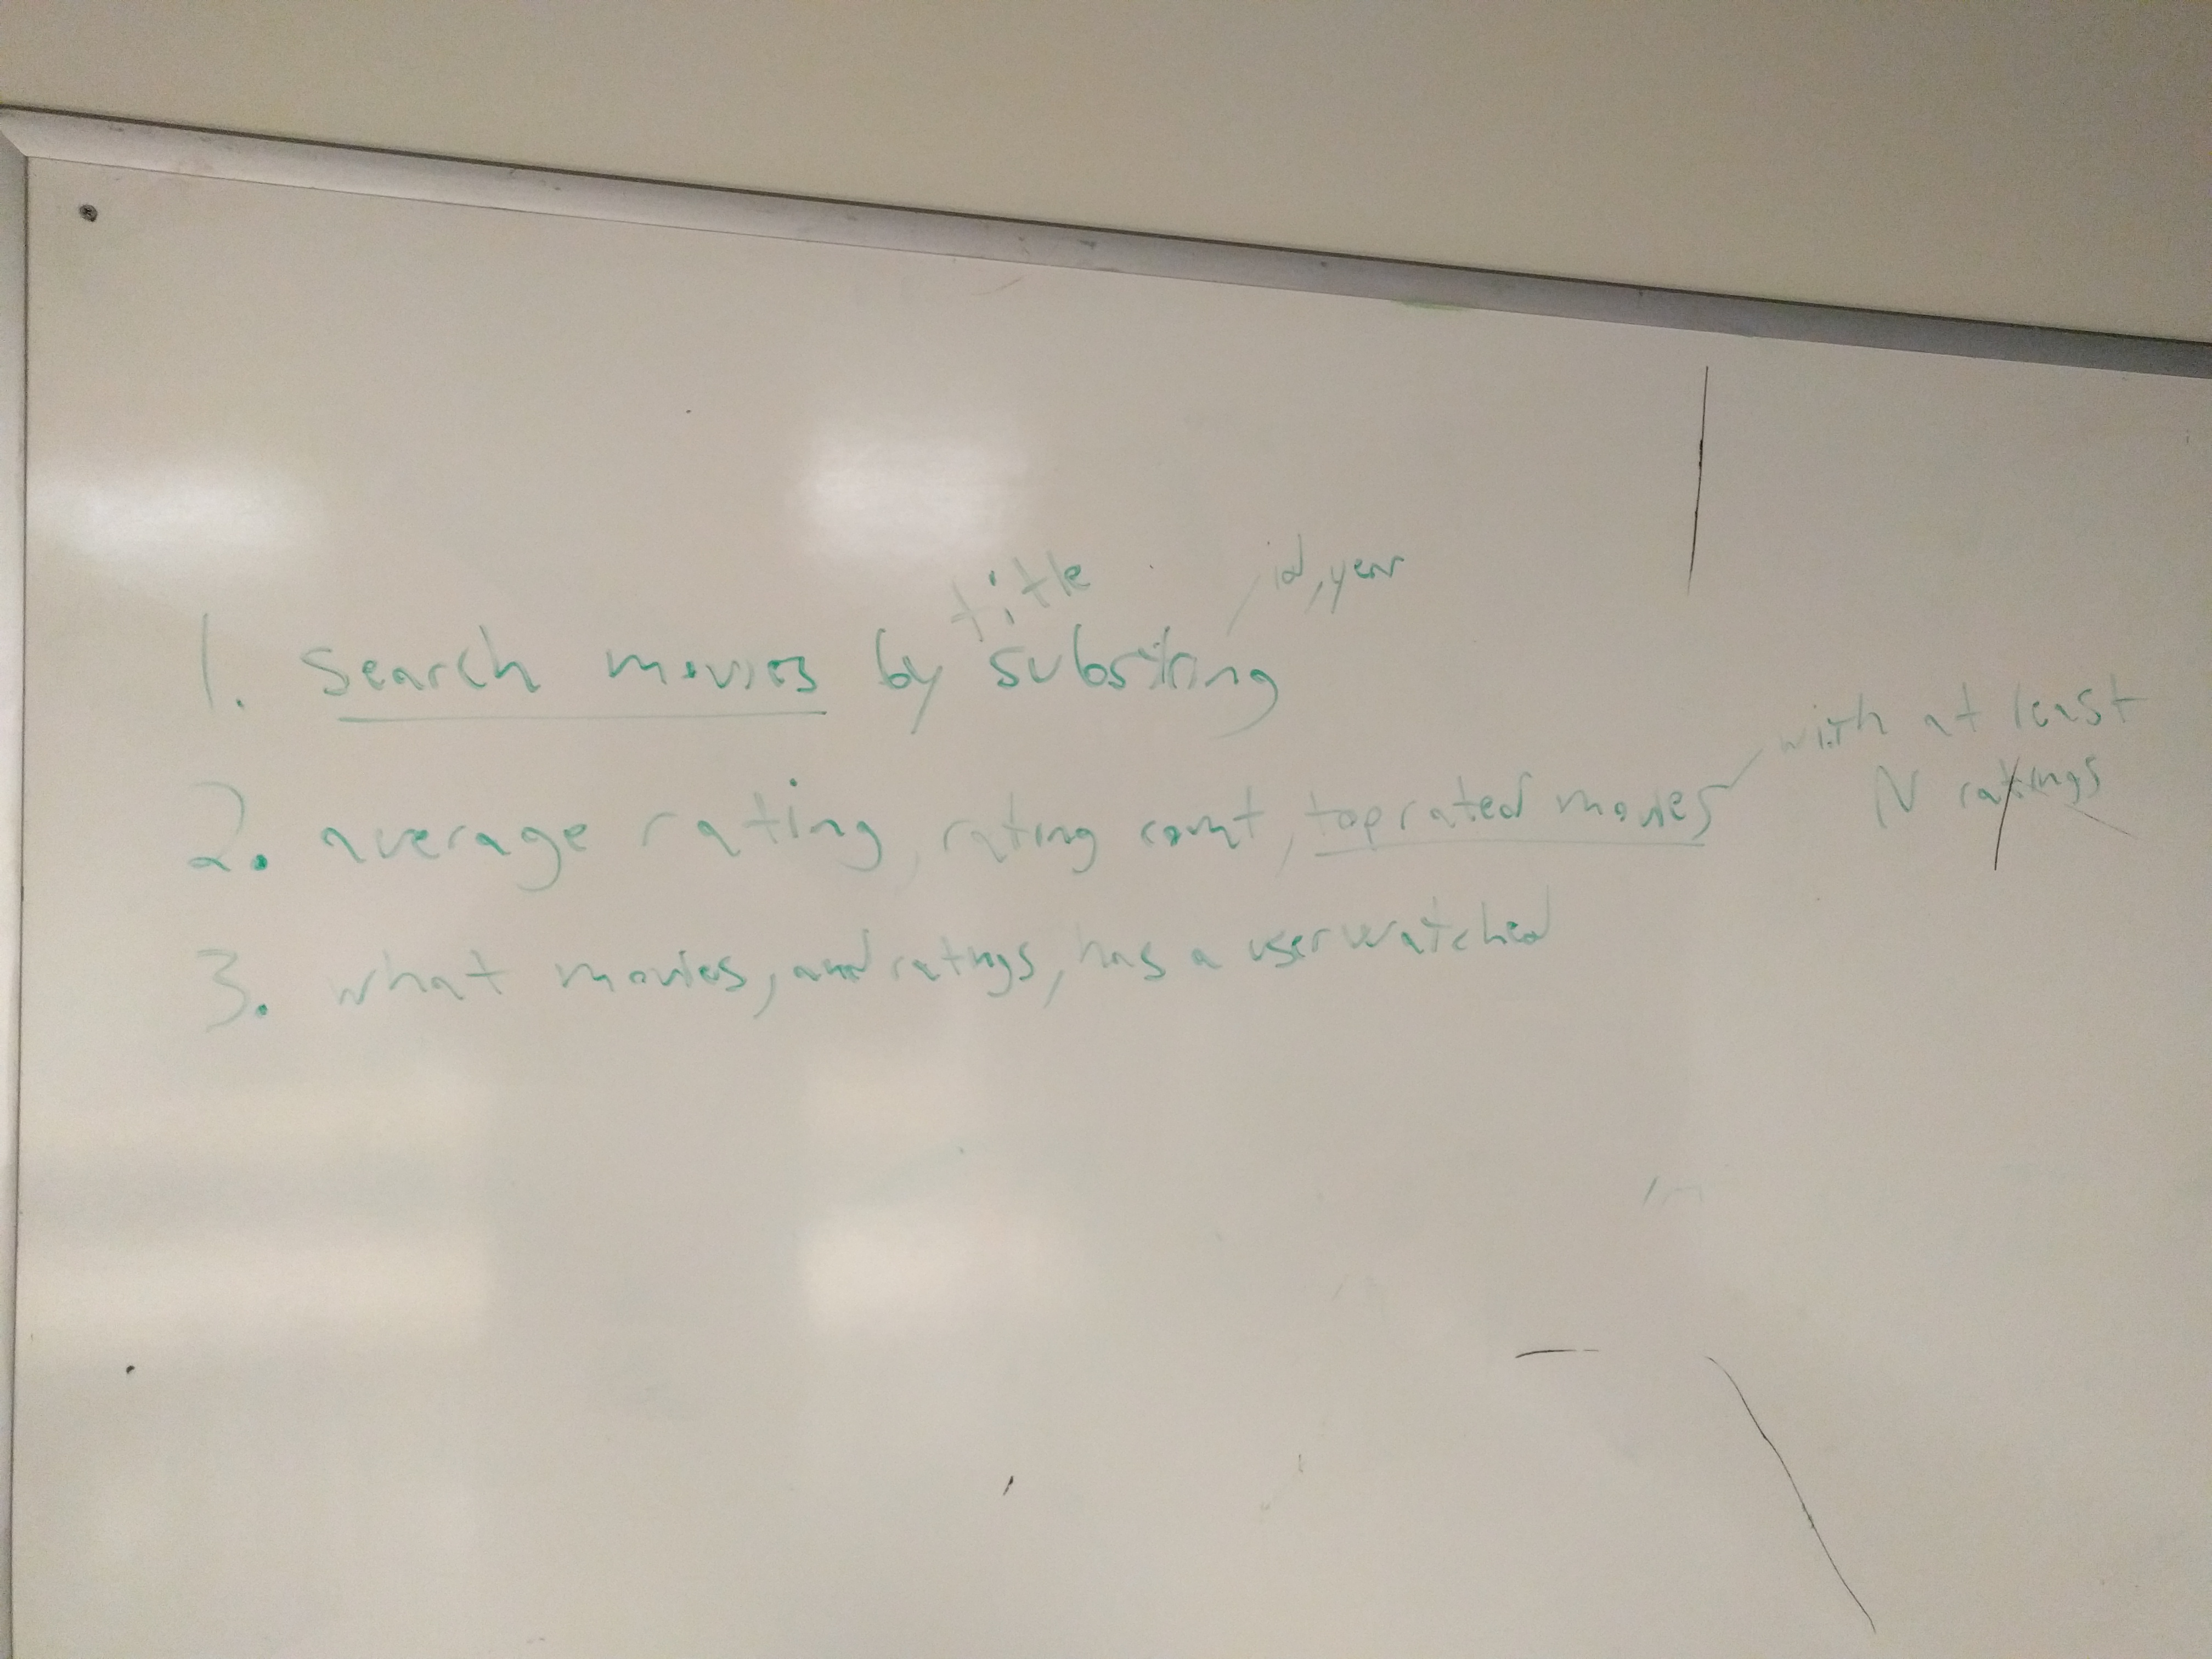 title , id, year
1. Search movies by substring
with at least
2. average rating, rating count, top rated movies
N ratings
3. what movies, and ratings, has a user watched